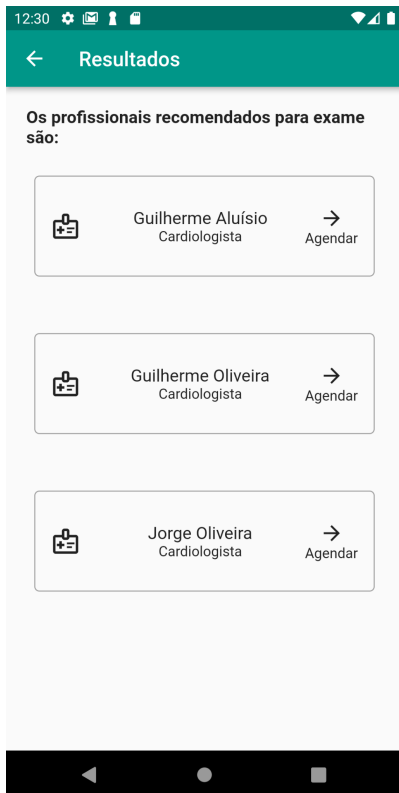 12:30
Resultados
Os profissionais recomendados para exame
são:
Guilherme Aluísio
Cardiologista
Agendar
Guilherme Oliveira
Cardiologista
Agendar
Jorge Oliveira
Cardiologista
Agendar